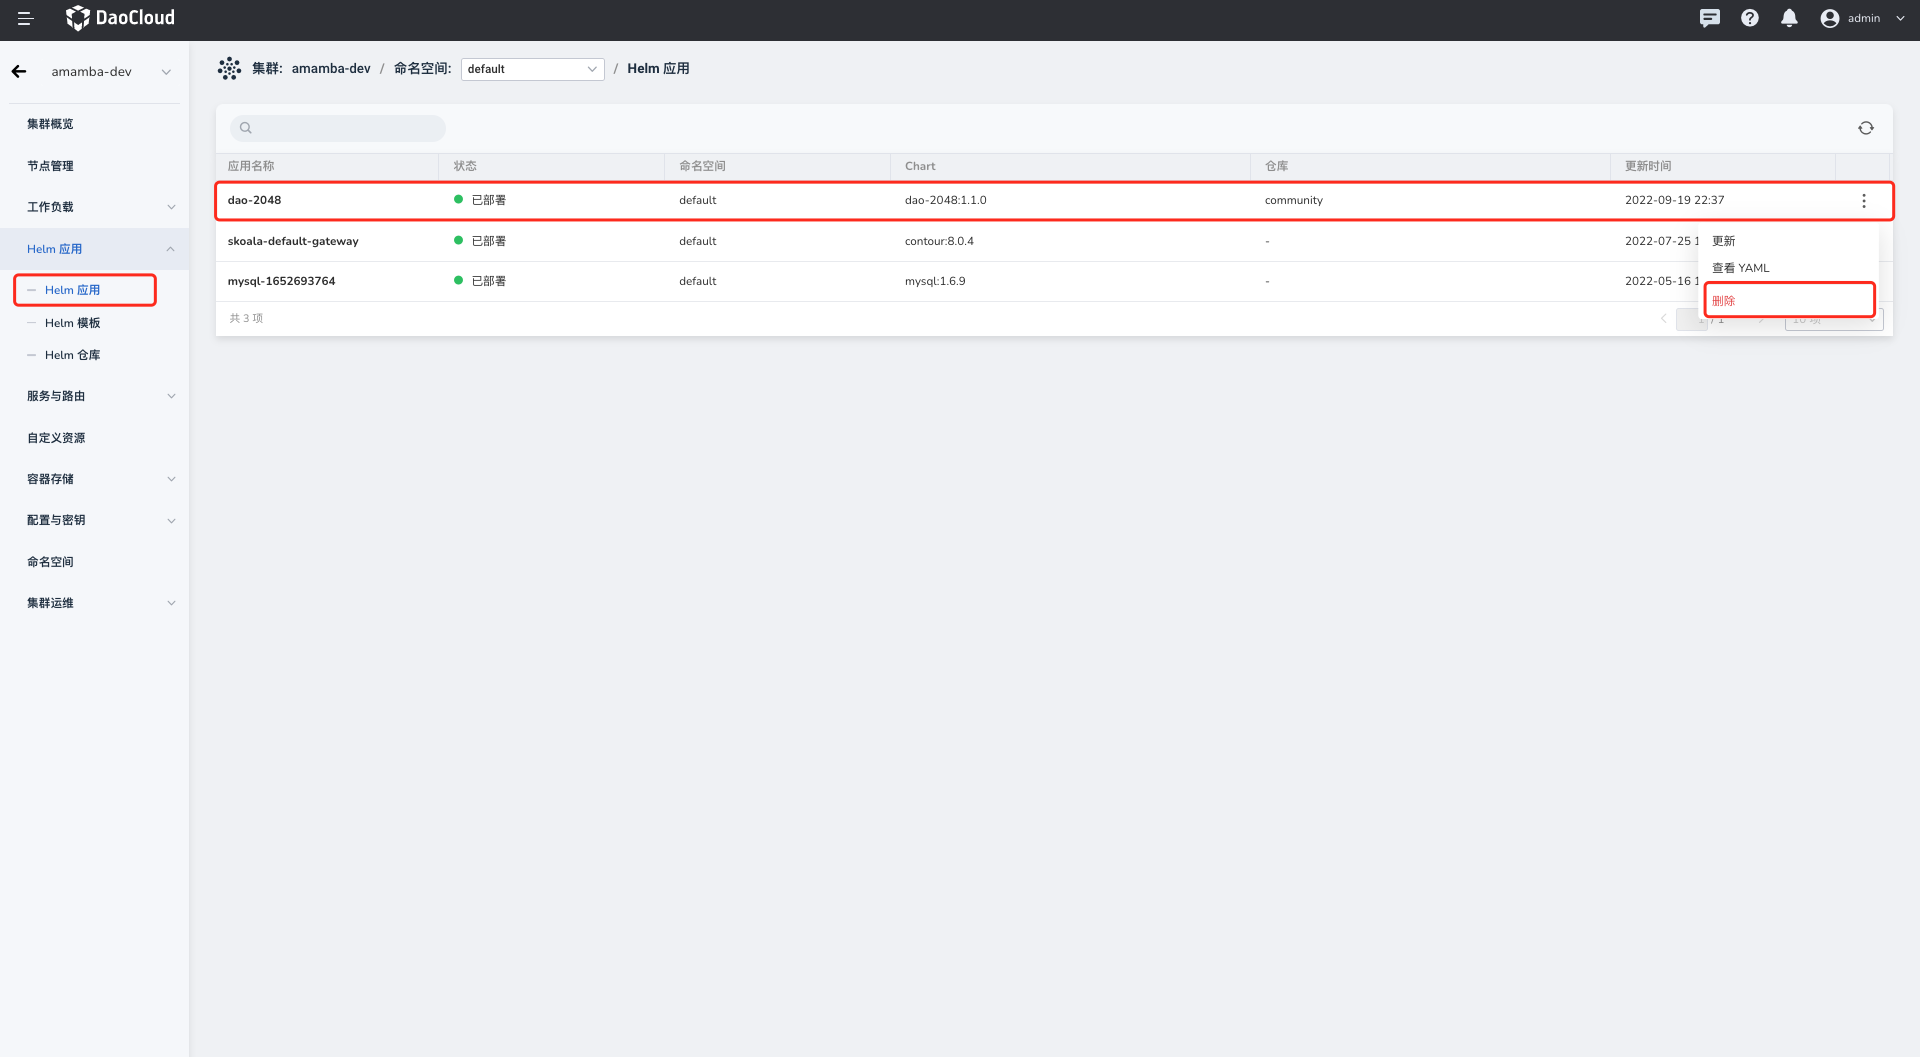 DaoCloud
admin
amamba-dev
集群概览
节点管理
工作负载
Helm 应用
Helm 应用
Helm 模板
Helm 仓库
服务与路由
自定义资源
容器存储
配置与密钥
命名空间
集群运维
集群: amamba-dev / 命名空间: default / Helm 应用
应用名称 状态 命名空间 Chart 仓库 更新时间
dao-2048 已部署 default dao-2048:1.1.0 community 2022-09-19 22:37
skoala-default-gateway 已部署 default contour:8.0.4 - 2022-07-25 1
mysql-1652693764 已部署 default mysql:1.6.9 - 2022-05-16 1
更新
查看 YAML
删除
共 3 项
1 / 1
10 项